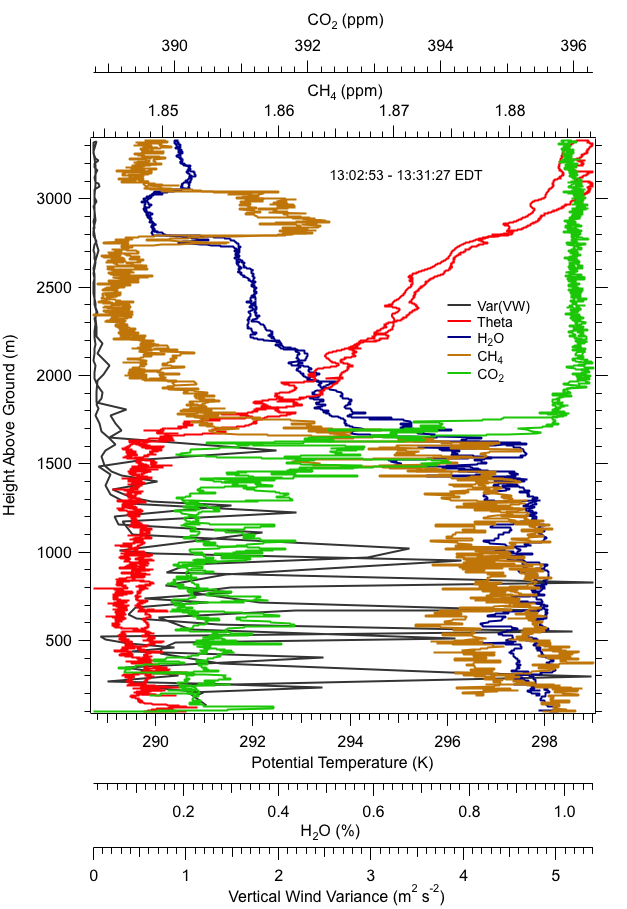 CO2 (ppm)
390 392 394 396
CH4 (ppm)
1.85 1.86 1.87 1.88
13:02:53 - 13:31:27 EDT
3000
2500
2000
1500
1000
500
Height Above Ground (m)
Var(VW)
Theta
H2O
CH4
CO2
290 292 294 296 298
Potential Temperature (K)
0.2 0.4 0.6 0.8 1.0
H2O (%)
0 1 2 3 4 5
Vertical Wind Variance (m2 s-2)